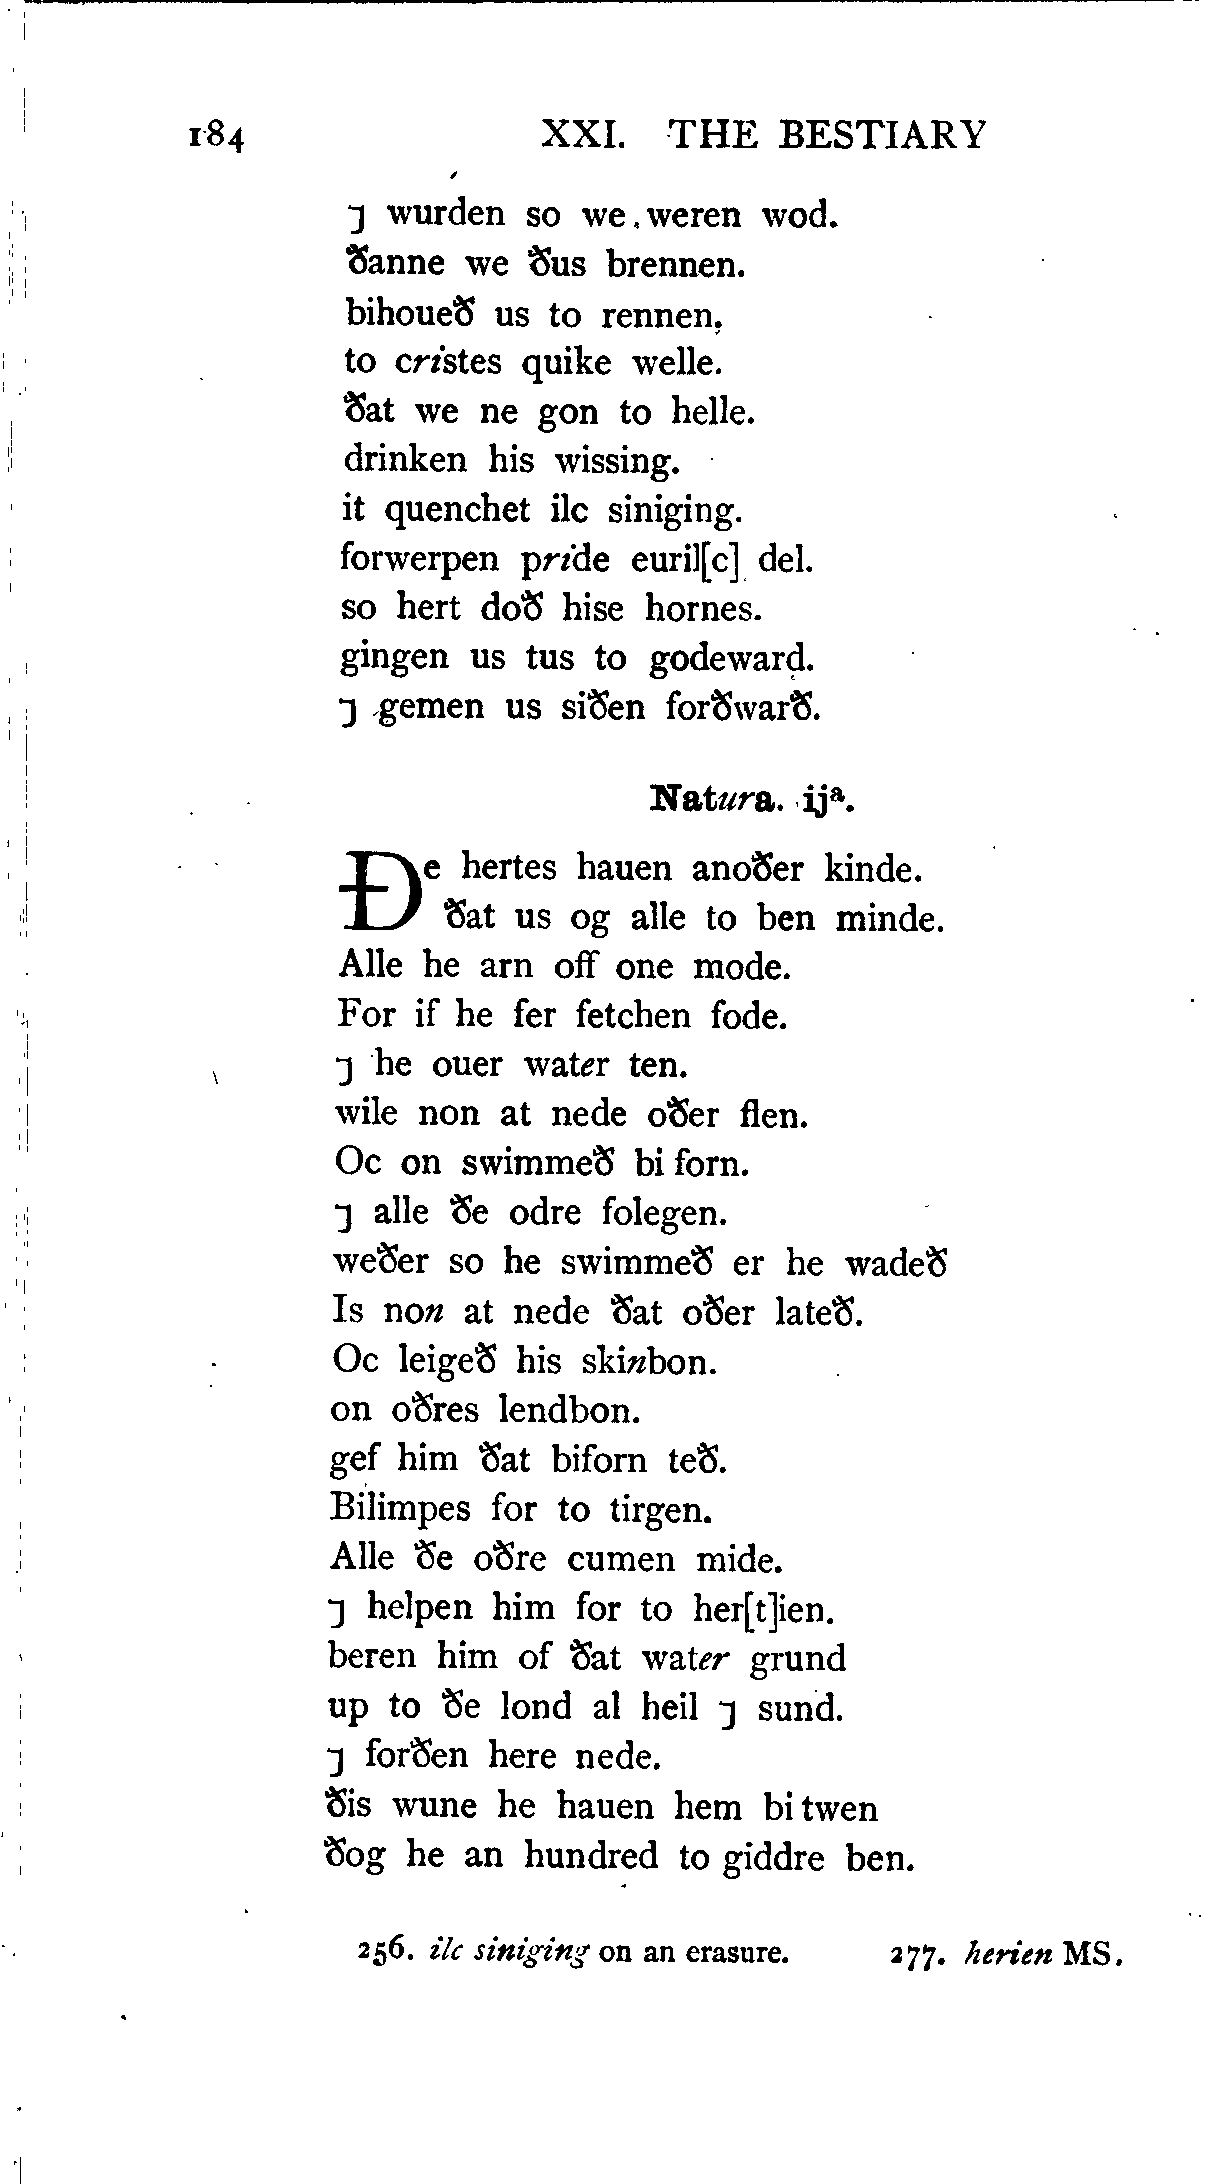 184 XXI. THE BESTIARY
⁊ wurden so we weren wod.
ðanne we ðus brennen.
bihoueð us to rennen.
to cristes quike welle.
ðat we ne gon to helle.
drinken his wissing.
it quenchet ilc siniging.
forwerpen pride euril[c] del.
so hert doð hise hornes.
gingen us tus to godeward.
⁊ gemen us siðen forðwarð.
Natura. ijª.
Ðe hertes hauen anoðer kinde.
ðat us og alle to ben minde.
Alle he arn off one mode.
For if he fer fetchen fode.
⁊ he ouer water ten.
wile non at nede oðer flen.
Oc on swimmeð bi forn.
⁊ alle ðe odre folegen.
weðer so he swimmeð er he wadeð
Is non at nede ðat oðer lateð.
Oc leigeð his skinbon.
on oðres lendbon.
gef him ðat biforn teð.
Bilimpes for to tirgen.
Alle ðe oðre cumen mide.
⁊ helpen him for to her[t]ien.
beren him of ðat water grund
up to ðe lond al heil ⁊ sund.
⁊ forðen here nede.
ðis wune he hauen hem bi twen
ðog he an hundred to giddre ben.
256. ilc siniging on an erasure. 277. herien MS.